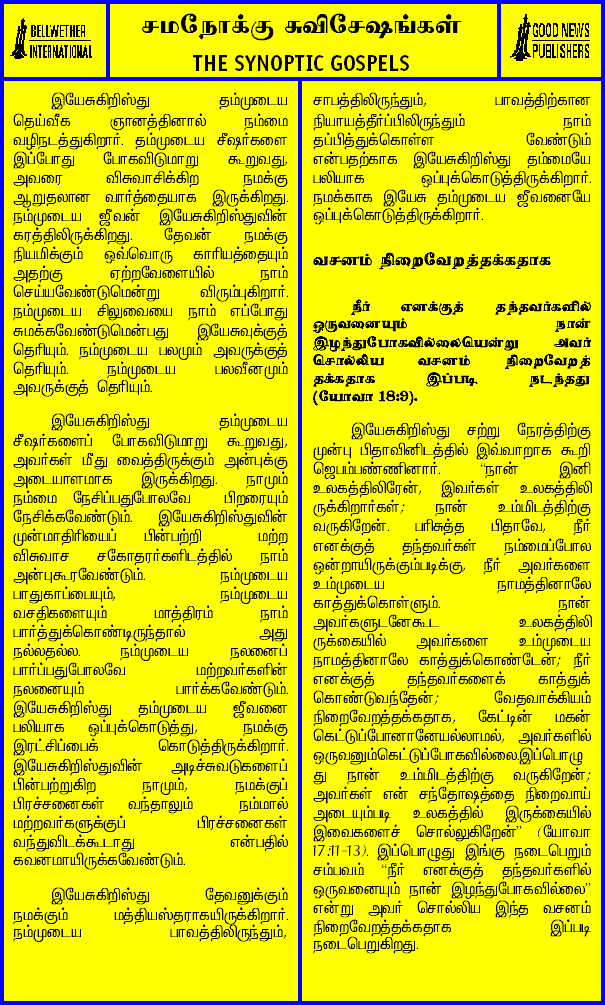 BELLWETHER
INTERNATIONAL
சமநோக்கு சுவிசேஷங்கள்
THE SYNOPTIC GOSPELS
GOOD NEWS
PUBLISHERS
இயேசுகிறிஸ்து தம்முடைய
தெய்வீக ஞானத்தினால் நம்மை
வழிநடத்துகிறார். தம்முடைய சீஷர்களை
இப்போது போகவிடுமாறு கூறுவது,
அவரை விசுவாசிக்கிற நமக்கு
ஆறுதலான வார்த்தையாக இருக்கிறது.
நம்முடைய ஜீவன் இயேசுகிறிஸ்துவின்
கரத்திலிருக்கிறது. தேவன் நமக்கு
நியமிக்கும் ஒவ்வொரு காரியத்தையும்
அதற்கு ஏற்றவேளையில் நாம்
செய்யவேண்டுமென்று விரும்புகிறார்.
நம்முடைய சிலுவையை நாம் எப்போது
சுமக்கவேண்டுமென்பது இயேசுவுக்குத்
தெரியும். நம்முடைய பலமும் அவருக்குத்
தெரியும். நம்முடைய பலவீனமும்
அவருக்குத் தெரியும்.
இயேசுகிறிஸ்து தம்முடைய
சீஷர்களைப் போகவிடுமாறு கூறுவது,
அவர்கள் மீது வைத்திருக்கும் அன்புக்கு
அடையாளமாக இருக்கிறது. நாமும்
நம்மை நேசிப்பதுபோலவே பிறரையும்
நேசிக்கவேண்டும். இயேசுகிறிஸ்துவின்
முன்மாதிரியைப் பின்பற்றி மற்ற
விசுவாச சகோதரர்களிடத்தில் நாம்
அன்புகூரவேண்டும். நம்முடைய
பாதுகாப்பையும், நம்முடைய
வசதிகளையும் மாத்திரம் நாம்
பார்த்துக்கொண்டிருந்தால் அது
நல்லதல்ல. நம்முடைய நலனைப்
பார்ப்பதுபோலவே மற்றவர்களின்
நலனையும் பார்க்கவேண்டும்.
இயேசுகிறிஸ்து தம்முடைய ஜீவனை
பலியாக ஒப்புக்கொடுத்து, நமக்கு
இரட்சிப்பைக் கொடுத்திருக்கிறார்.
இயேசுகிறிஸ்துவின் அடிச்சுவடுகளைப்
பின்பற்றுகிற நாமும், நமக்குப்
பிரச்சனைகள் வந்தாலும் நம்மால்
மற்றவர்களுக்குப் பிரச்சனைகள்
வந்துவிடக்கூடாது என்பதில்
கவனமாயிருக்கவேண்டும்.
இயேசுகிறிஸ்து தேவனுக்கும்
நமக்கும் மத்தியஸ்தராகயிருக்கிறார்.
நம்முடைய பாவத்திலிருந்தும்,
சாபத்திலிருந்தும், பாவத்திற்கான
நியாயத்தீர்ப்பிலிருந்தும் நாம்
தப்பித்துக்கொள்ள வேண்டும்
என்பதற்காக இயேசுகிறிஸ்து தம்மையே
பலியாக ஒப்புக்கொடுத்திருக்கிறார்.
நமக்காக இயேசு தம்முடைய ஜீவனையே
ஒப்புக்கொடுத்திருக்கிறார்.
வசனம் நிறைவேறத்தக்கதாக
நீர் எனக்குத் தந்தவர்களில்
ஒருவனையும் நான்
இழந்துபோகவில்லையென்று அவர்
சொல்லிய வசனம் நிறைவேறத்
தக்கதாக இப்படி நடந்தது
(யோவா 18:9).
இயேசுகிறிஸ்து சற்று நேரத்திற்கு
முன்பு பிதாவினிடத்தில் இவ்வாறாக கூறி
ஜெபம்பண்ணினார். “நான் இனி
உலகத்திலிரேன், இவர்கள் உலகத்திலி
ருக்கிறார்கள்; நான் உம்மிடத்திற்கு
வருகிறேன். பரிசுத்த பிதாவே, நீர்
எனக்குத் தந்தவர்கள் நம்மைப்போல
ஒன்றாயிருக்கும்படிக்கு, நீர் அவர்களை
உம்முடைய நாமத்தினாலே
காத்துக்கொள்ளும். நான்
அவர்களுடனேகூட உலகத்திலி
ருக்கையில் அவர்களை உம்முடைய
நாமத்தினாலே காத்துக்கொண்டேன்; நீர்
எனக்குத் தந்தவர்களைக் காத்துக்
கொண்டுவந்தேன்; வேதவாக்கியம்
நிறைவேறத்தக்கதாக, கேட்டின் மகன்
கெட்டுப்போனானேயல்லாமல், அவர்களில்
ஒருவனும்கெட்டுப்போகவில்லை.இப்பொழு
து நான் உம்மிடத்திற்கு வருகிறேன்;
அவர்கள் என் சந்தோஷத்தை நிறைவாய்
அடையும்படி உலகத்தில் இருக்கையில்
இவைகளைச் சொல்லுகிறேன்” (யோவா
17:11-13). இப்பொழுது இங்கு நடைபெறும்
சம்பவம் “நீர் எனக்குத் தந்தவர்களில்
ஒருவனையும் நான் இழந்துபோகவில்லை”
என்று அவர் சொல்லிய இந்த வசனம்
நிறைவேறத்தக்கதாக இப்படி
நடைபெறுகிறது.